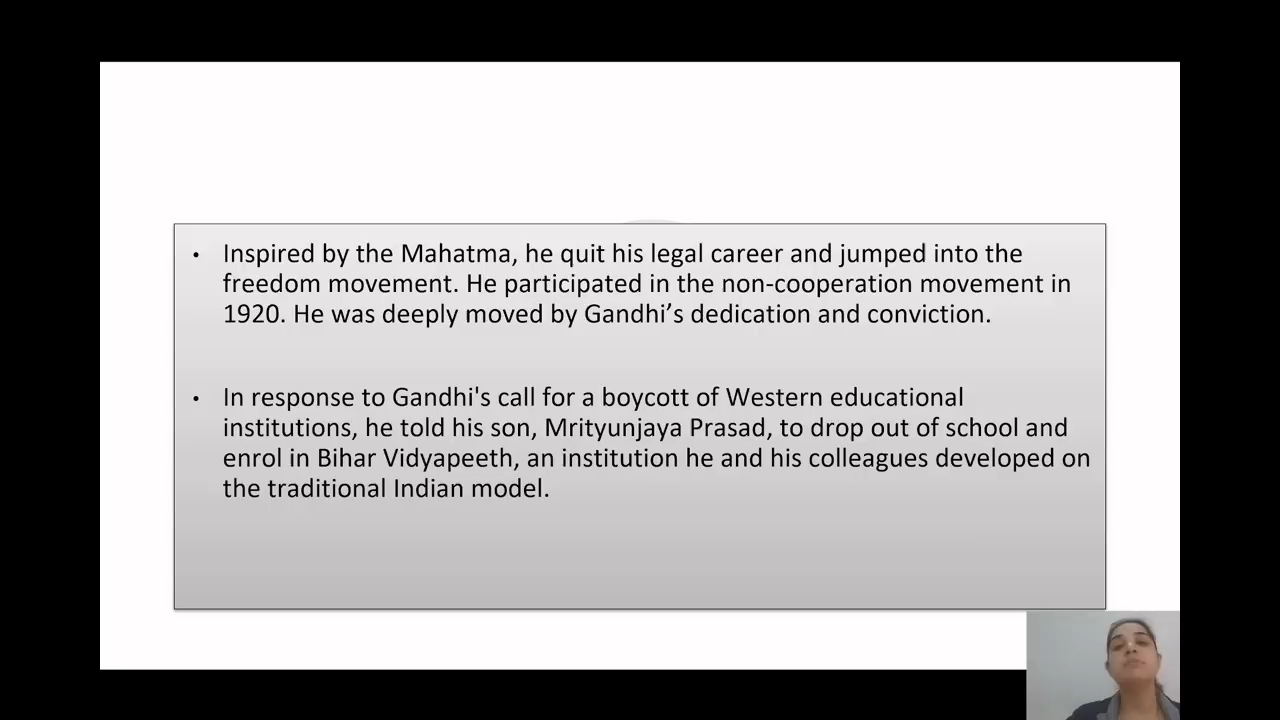 • Inspired by the Mahatma, he quit his legal career and jumped into the
freedom movement. He participated in the non-cooperation movement in
1920. He was deeply moved by Gandhi’s dedication and conviction.
• In response to Gandhi's call for a boycott of Western educational
institutions, he told his son, Mrityunjaya Prasad, to drop out of school and
enrol in Bihar Vidyapeeth, an institution he and his colleagues developed on
the traditional Indian model.